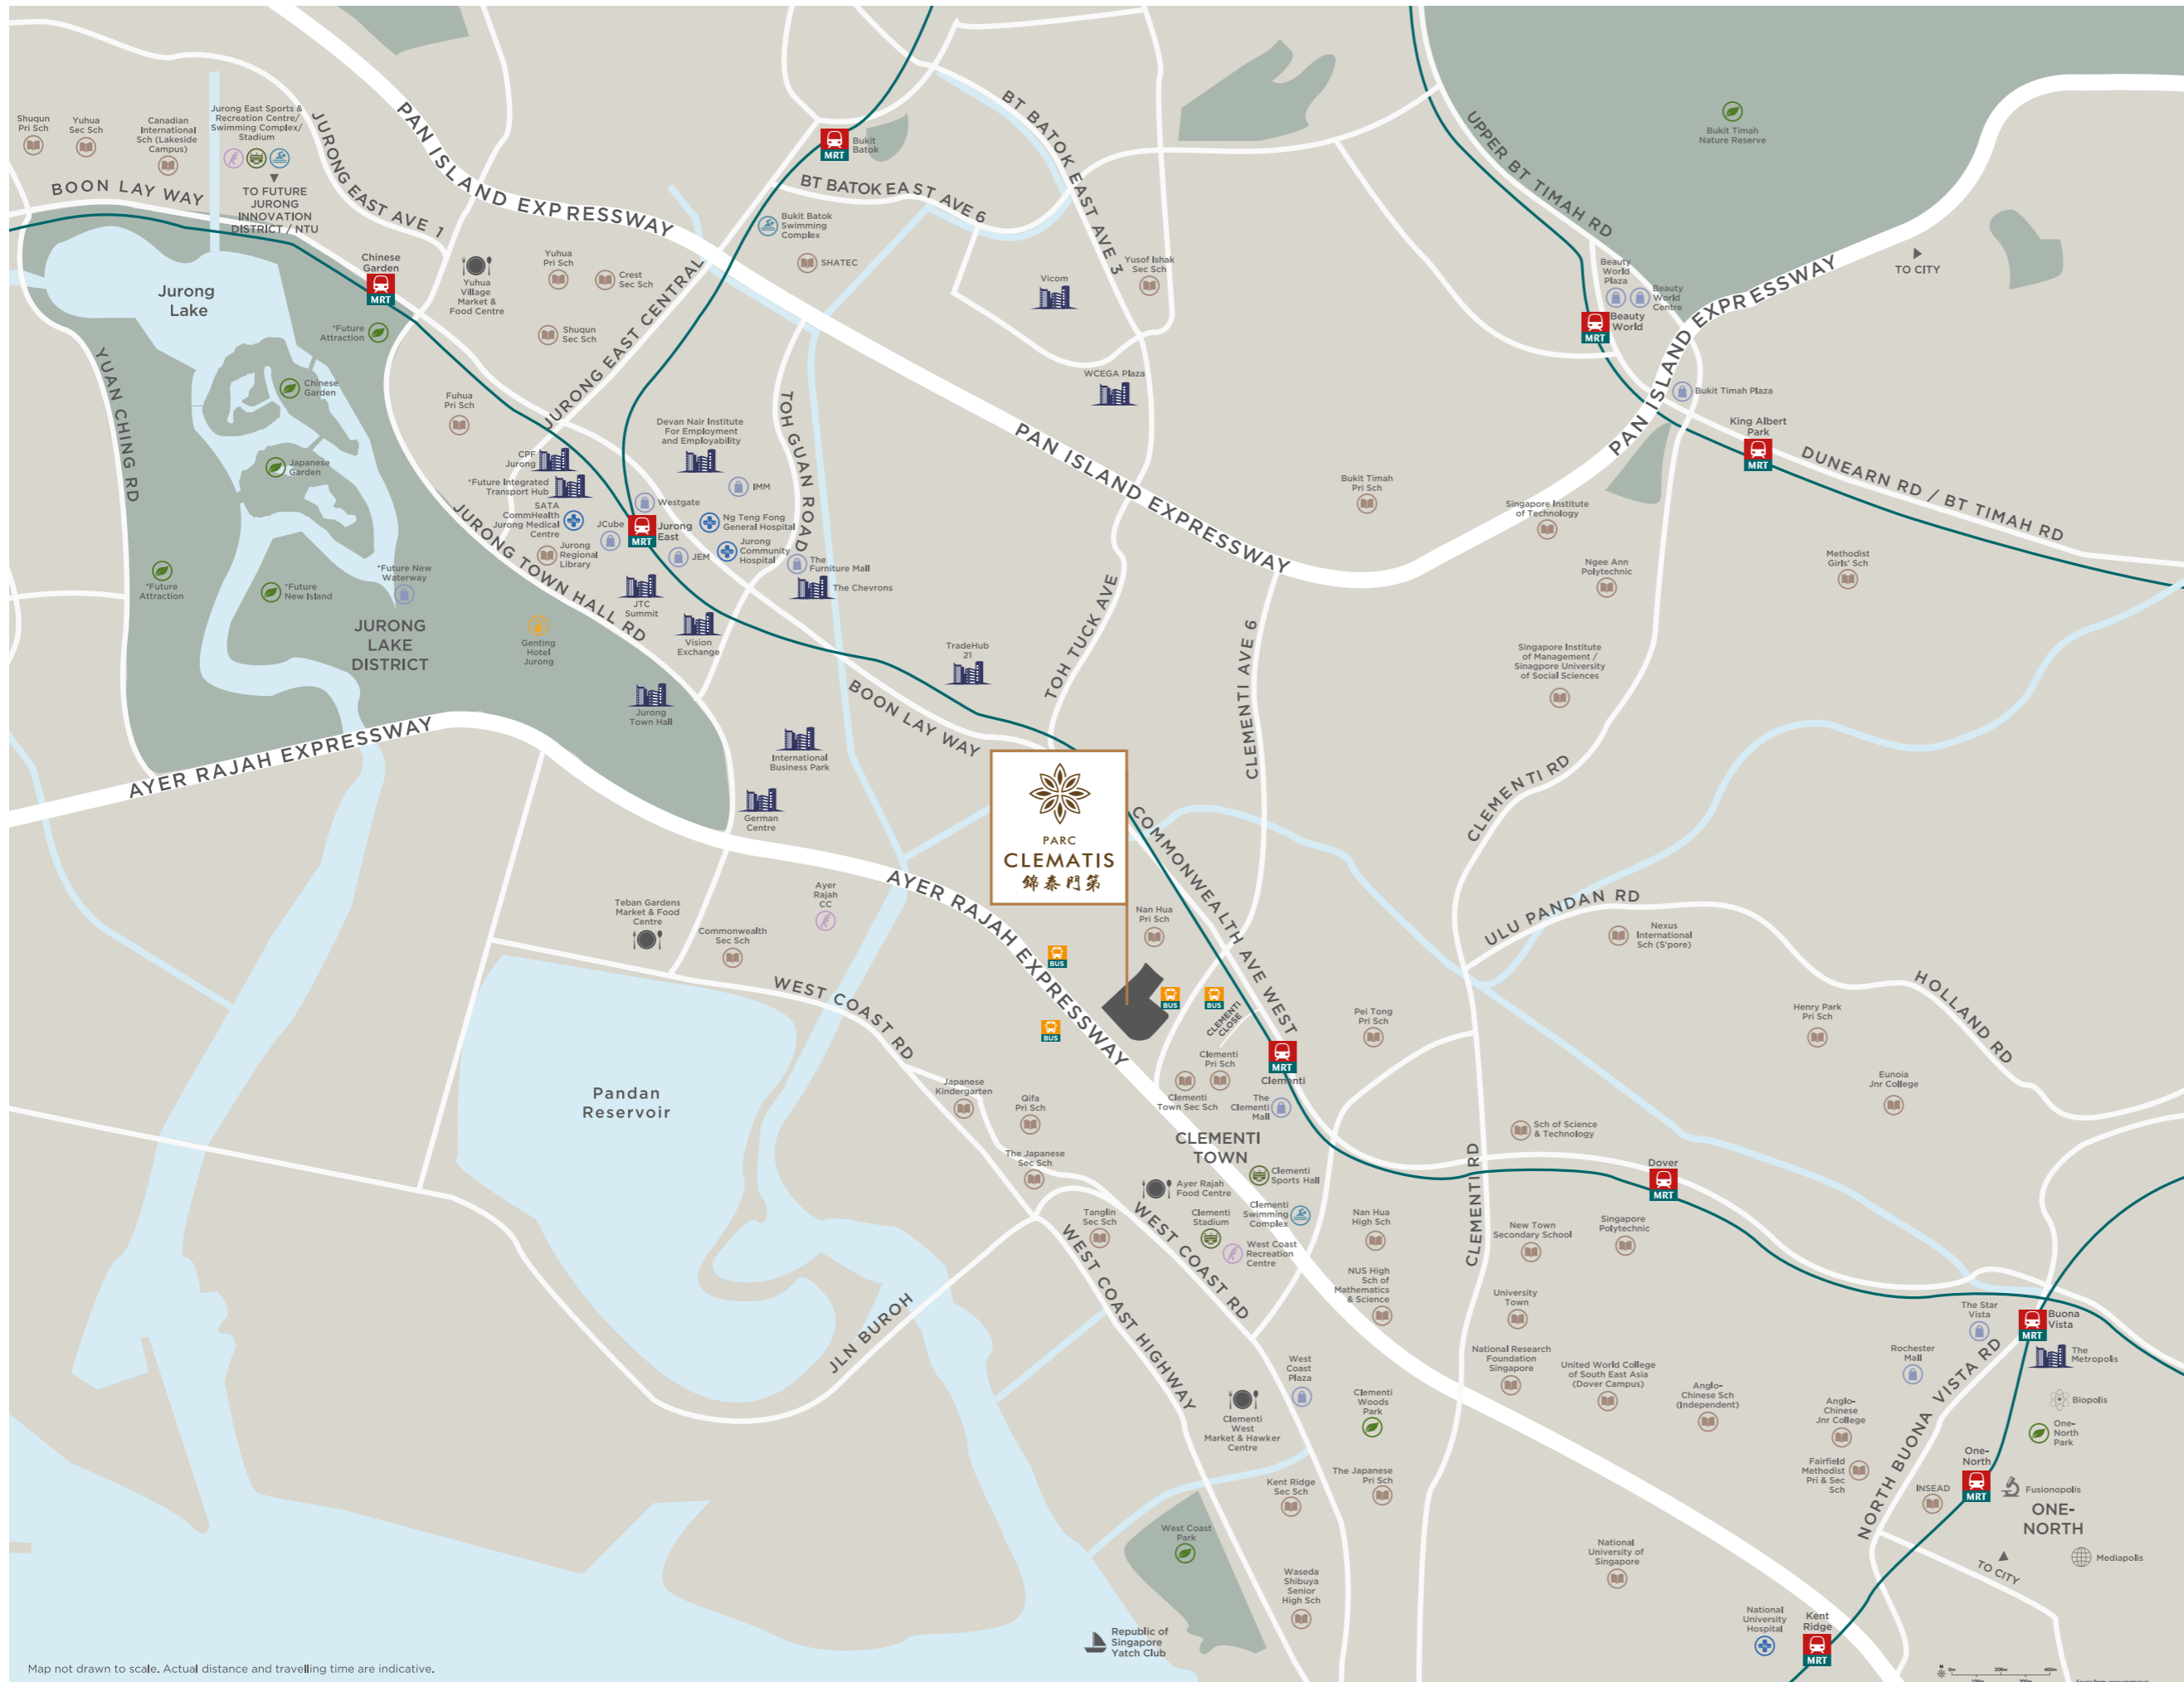 Shuqun
Pri Sch
Yuhua
Sec Sch
Canadian
International
Sch (Lakeside
Campus)
Jurong East Sports &
Recreation Centre/
Swimming Complex/
Stadium
TO FUTURE
JURONG
INNOVATION
DISTRICT / NTU
BOON LAY WAY
JURONG EAST AVE 1
PAN ISLAND EXPRESSWAY
MRT
Bukit
Batok
BT BATOK EAST AVE 6
BT BATOK EAST AVE 3
Bukit Batok
Swimming
Complex
SHATEC
UPPER BT TIMAH RD
Bukit Timah
Nature Reserve
TO CITY
Chinese
Garden
MRT
Jurong
Lake
Yuhua
Village
Market &
Food Centre
Yuhua
Pri Sch
Crest
Sec Sch
Shuqun
Sec Sch
JURONG EAST CENTRAL
Vicom
Yusof Ishak
Sec Sch
Beauty
World
Plaza
Beauty
World
Centre
Beauty
World
MRT
PAN ISLAND EXPRESSWAY
*Future
Attraction
Chinese
Garden
Japanese
Garden
YUAN CHING RD
Fuhua
Pri Sch
WCEGA Plaza
Bukit Timah Plaza
King Albert
Park
MRT
DUNEARN RD / BT TIMAH RD
Devan Nair Institute
For Employment
and Employability
TOH GUAN ROAD
PAN ISLAND EXPRESSWAY
CPF
Jurong
*Future Integrated
Transport Hub
SATA
CommHealth
Jurong Medical
Centre
JCube
Westgate
IMM
Jurong
East
MRT
Ng Teng Fong
General Hospital
Jurong
Community
Hospital
JEM
Jurong
Regional
Library
The
Furniture Mall
The Chevrons
Bukit Timah
Pri Sch
Singapore Institute
of Technology
Ngee Ann
Polytechnic
Methodist
Girls' Sch
*Future
Attraction
*Future
New Island
*Future New
Waterway
JURONG
LAKE
DISTRICT
JURONG TOWN HALL RD
Genting
Hotel
Jurong
JTC
Summit
Vision
Exchange
TradeHub
21
TOH TUCK AVE
CLEMENTI AVE 6
Singapore Institute
of Management /
Sinagpore University
of Social Sciences
Jurong
Town Hall
BOON LAY WAY
International
Business Park
AYER RAJAH EXPRESSWAY
German
Centre
PARC
CLEMATIS
錦泰門第
COMMONWEALTH AVE WEST
CLEMENTI RD
AYER RAJAH EXPRESSWAY
Ayer
Rajah
CC
Teban Gardens
Market & Food
Centre
Commonwealth
Sec Sch
Nan Hua
Pri Sch
ULU PANDAN RD
Nexus
International
Sch (S'pore)
HOLLAND RD
BUS
BUS
BUS
BUS
WEST COAST RD
CLEMENTI
CLOSE
Pei Tong
Pri Sch
Henry Park
Pri Sch
Clementi
Pri Sch
MRT
Clementi
Pandan
Reservoir
Japanese
Kindergarten
Qifa
Pri Sch
Clementi
Town Sec Sch
The
Clementi
Mall
Eunoia
Jnr College
CLEMENTI
TOWN
Sch of Science
& Technology
The Japanese
Sec Sch
Clementi
Sports Hall
Ayer Rajah
Food Centre
CLEMENTI RD
Dover
MRT
Tanglin
Sec Sch
WEST COAST RD
Clementi
Stadium
Clementi
Swimming
Complex
West Coast
Recreation
Centre
Nan Hua
High Sch
New Town
Secondary School
Singapore
Polytechnic
WEST COAST HIGHWAY
JLN BUROH
NUS High
Sch of
Mathematics
& Science
University
Town
The Star
Vista
Buona
Vista
MRT
The
Metropolis
Rochester
Mall
West
Coast
Plaza
National Research
Foundation
Singapore
United World College
of South East Asia
(Dover Campus)
Clementi
Woods
Park
Anglo-
Chinese Sch
(Independent)
Anglo-
Chinese
Jnr College
NORTH BUONA VISTA RD
Biopolis
One-
North
Park
Clementi
West
Market & Hawker
Centre
One-
North
MRT
Fairfield
Methodist
Pri & Sec
Sch
INSEAD
Fusionopolis
ONE-
NORTH
Kent Ridge
Sec Sch
The Japanese
Pri Sch
West Coast
Park
National
University of
Singapore
TO CITY
Mediapolis
Waseda
Shibuya
Senior
High Sch
National
University
Hospital
Kent
Ridge
MRT
Republic of
Singapore
Yatch Club
Map not drawn to scale. Actual distance and travelling time are indicative.
0m 200m 400m